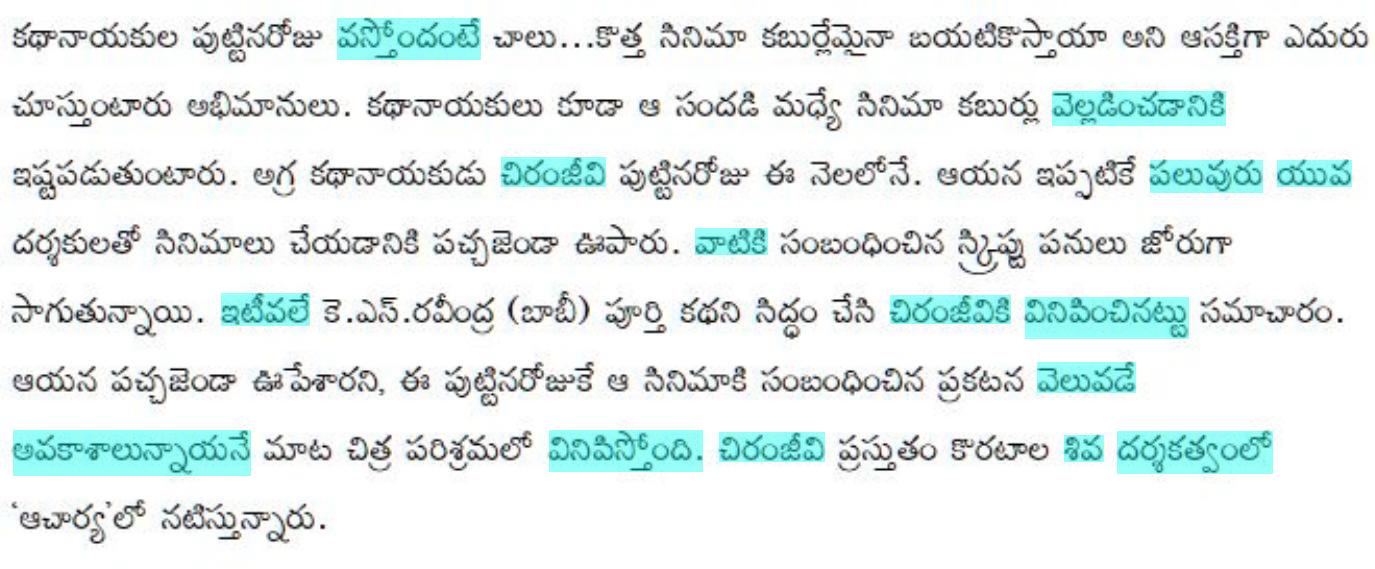 కథానాయకుల పుట్టినరోజు వస్తోందంటే చాలు...కొత్త సినిమా కబుర్లేమైనా బయటికొస్తాయా అని ఆసక్తిగా ఎదురు
చూస్తుంటారు అభిమానులు. కథానాయకులు కూడా ఆ సందడి మధ్యే సినిమా కబుర్లు వెల్లడించడానికి
ఇష్టపడుతుంటారు. అగ్ర కథానాయకుడు చిరంజీవి పుట్టినరోజు ఈ నెలలోనే. ఆయన ఇప్పటికే పలువురు యువ
దర్శకులతో సినిమాలు చేయడానికి పచ్చజెండా ఊపారు. వాటికి సంబంధించిన స్క్రిప్టు పనులు జోరుగా
సాగుతున్నాయి. ఇటీవలే కె.ఎస్.రవీంద్ర (బాబీ) పూర్తి కథని సిద్ధం చేసి చిరంజీవికి వినిపించినట్టు సమాచారం.
ఆయన పచ్చజెండా ఊపేశారని, ఈ పుట్టినరోజుకే ఆ సినిమాకి సంబంధించిన ప్రకటన వెలువడే
అవకాశాలున్నాయనే మాట చిత్ర పరిశ్రమలో వినిపిస్తోంది. చిరంజీవి ప్రస్తుతం కొరటాల శివ దర్శకత్వంలో
‘ఆచార్య’లో నటిస్తున్నారు.